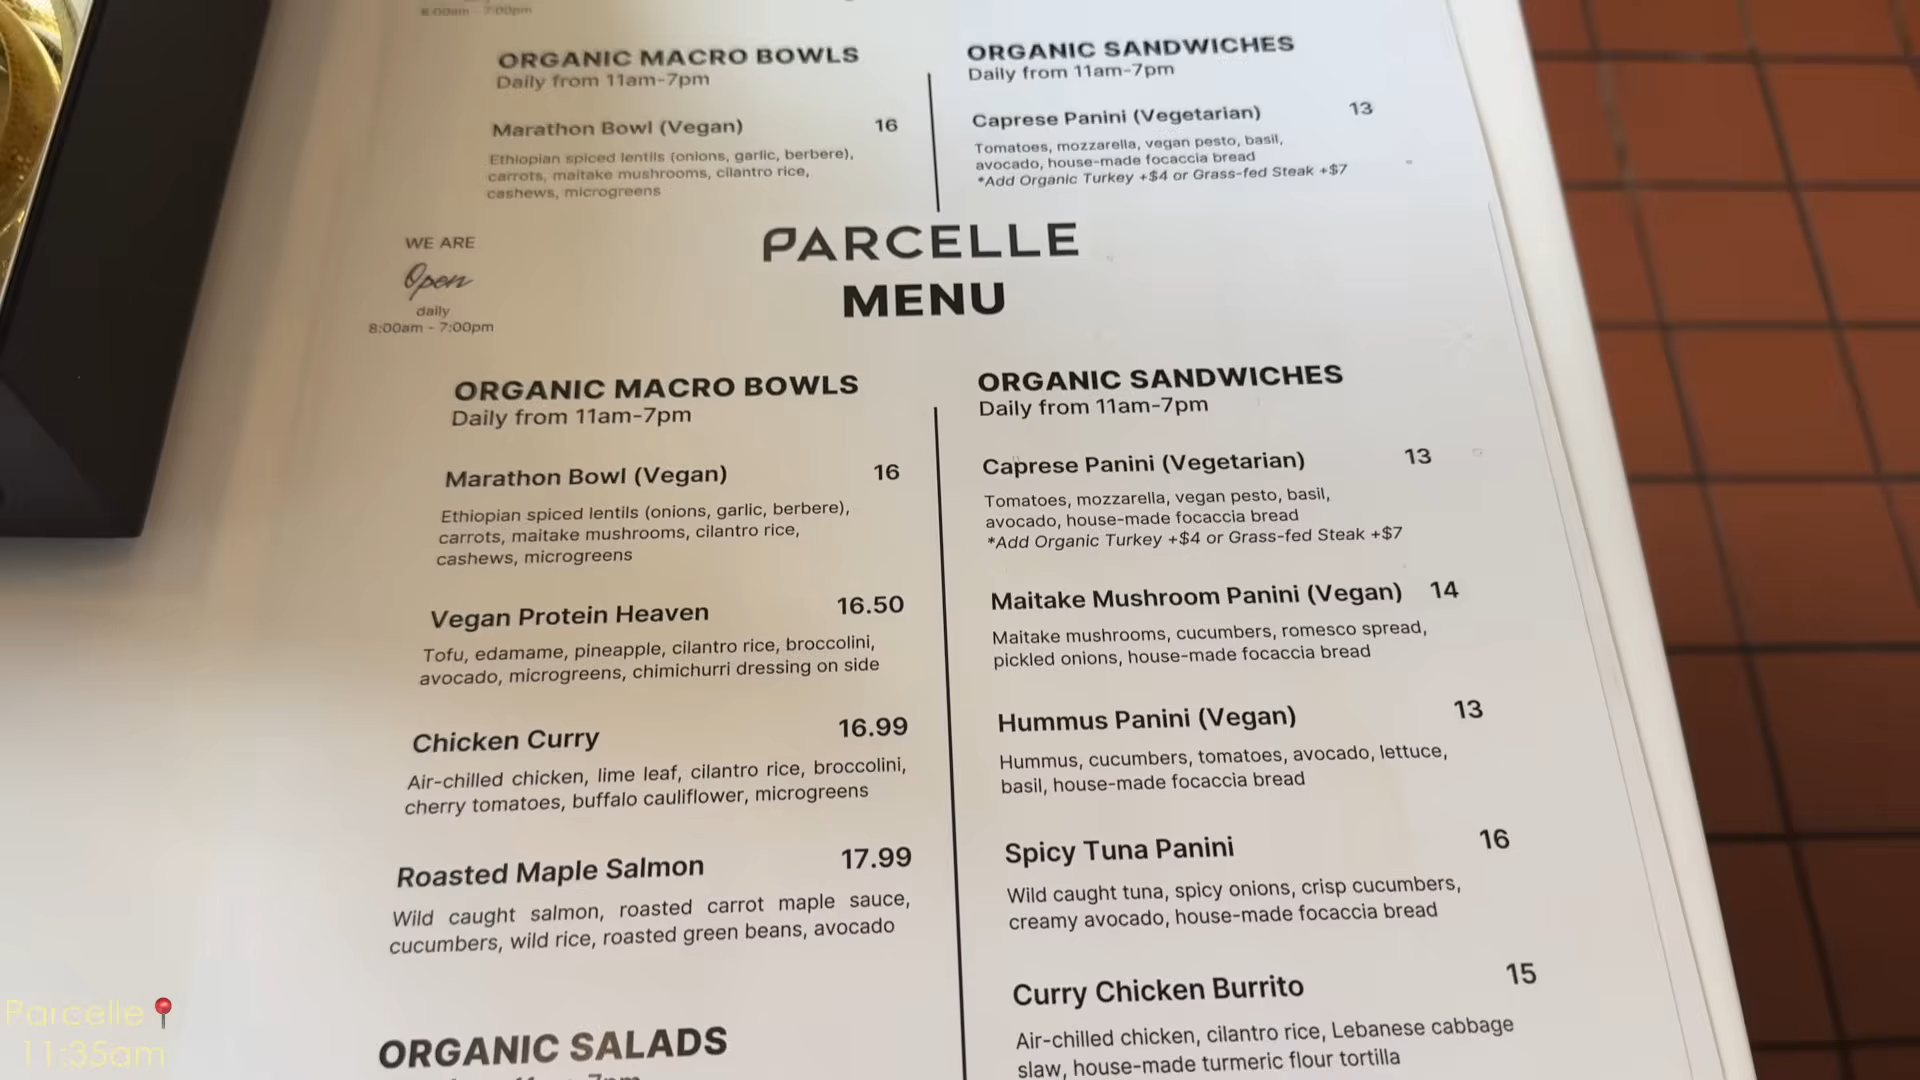 8:00am - 7:00pm
ORGANIC MACRO BOWLS
Daily from 11am-7pm
Marathon Bowl (Vegan) 16
Ethiopian spiced lentils (onions, garlic, berbere),
carrots, maitake mushrooms, cilantro rice,
cashews, microgreens
ORGANIC SANDWICHES
Daily from 11am-7pm
Caprese Panini (Vegetarian) 13
Tomatoes, mozzarella, vegan pesto, basil,
avocado, house-made focaccia bread
*Add Organic Turkey +$4 or Grass-fed Steak +$7
WE ARE
Open
daily
8:00am - 7:00pm
PARCELLE
MENU
ORGANIC MACRO BOWLS
Daily from 11am-7pm
Marathon Bowl (Vegan) 16
Ethiopian spiced lentils (onions, garlic, berbere),
carrots, maitake mushrooms, cilantro rice,
cashews, microgreens
Vegan Protein Heaven 16.50
Tofu, edamame, pineapple, cilantro rice, broccolini,
avocado, microgreens, chimichurri dressing on side
Chicken Curry 16.99
Air-chilled chicken, lime leaf, cilantro rice, broccolini,
cherry tomatoes, buffalo cauliflower, microgreens
Roasted Maple Salmon 17.99
Wild caught salmon, roasted carrot maple sauce,
cucumbers, wild rice, roasted green beans, avocado
ORGANIC SALADS
ORGANIC SANDWICHES
Daily from 11am-7pm
Caprese Panini (Vegetarian) 13
Tomatoes, mozzarella, vegan pesto, basil,
avocado, house-made focaccia bread
*Add Organic Turkey +$4 or Grass-fed Steak +$7
Maitake Mushroom Panini (Vegan) 14
Maitake mushrooms, cucumbers, romesco spread,
pickled onions, house-made focaccia bread
Hummus Panini (Vegan) 13
Hummus, cucumbers, tomatoes, avocado, lettuce,
basil, house-made focaccia bread
Spicy Tuna Panini 16
Wild caught tuna, spicy onions, crisp cucumbers,
creamy avocado, house-made focaccia bread
Curry Chicken Burrito 15
Air-chilled chicken, cilantro rice, Lebanese cabbage
slaw, house-made turmeric flour tortilla
Parcelle📍
11:35am